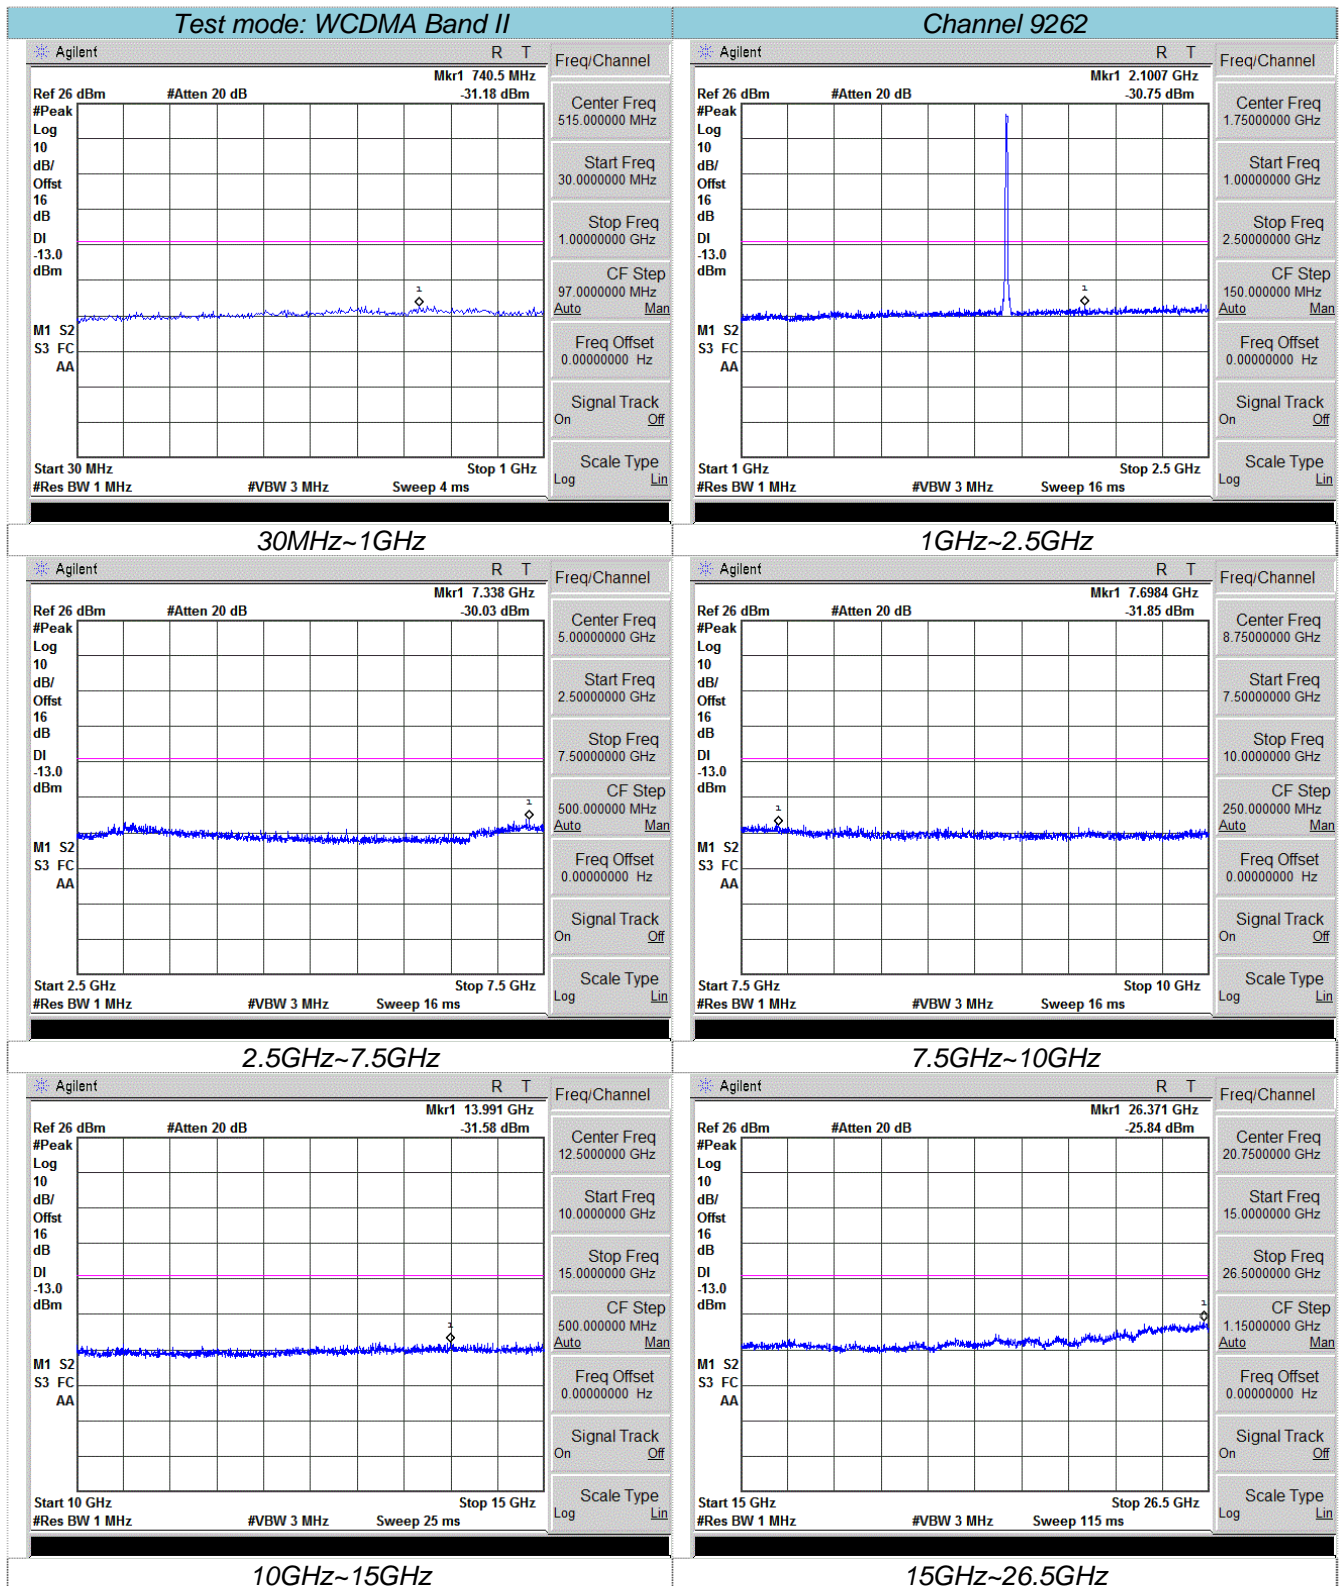 Test mode: WCDMA Band II
Channel 9262
Agilent
R T
Freq/Channel
Mkr1 740.5 MHz
Ref 26 dBm
#Atten 20 dB
-31.18 dBm
#Peak
Log
10
dB/
Offst
16
dB
DI
-13.0
dBm
M1 S2
S3 FC
AA
1
Center Freq
515.000000 MHz
Start Freq
30.0000000 MHz
Stop Freq
1.00000000 GHz
CF Step
97.0000000 MHz
Auto Man
Freq Offset
0.00000000 Hz
Signal Track
On Off
Scale Type
Log Lin
Start 30 MHz
Stop 1 GHz
#Res BW 1 MHz
#VBW 3 MHz
Sweep 4 ms
Agilent
R T
Freq/Channel
Mkr1 2.1007 GHz
Ref 26 dBm
#Atten 20 dB
-30.75 dBm
#Peak
Log
10
dB/
Offst
16
dB
DI
-13.0
dBm
M1 S2
S3 FC
AA
1
Center Freq
1.75000000 GHz
Start Freq
1.00000000 GHz
Stop Freq
2.50000000 GHz
CF Step
150.000000 MHz
Auto Man
Freq Offset
0.00000000 Hz
Signal Track
On Off
Scale Type
Log Lin
Start 1 GHz
Stop 2.5 GHz
#Res BW 1 MHz
#VBW 3 MHz
Sweep 16 ms
30MHz~1GHz
1GHz~2.5GHz
Agilent
R T
Freq/Channel
Mkr1 7.338 GHz
Ref 26 dBm
#Atten 20 dB
-30.03 dBm
#Peak
Log
10
dB/
Offst
16
dB
DI
-13.0
dBm
M1 S2
S3 FC
AA
1
Center Freq
5.00000000 GHz
Start Freq
2.50000000 GHz
Stop Freq
7.50000000 GHz
CF Step
500.000000 MHz
Auto Man
Freq Offset
0.00000000 Hz
Signal Track
On Off
Scale Type
Log Lin
Start 2.5 GHz
Stop 7.5 GHz
#Res BW 1 MHz
#VBW 3 MHz
Sweep 16 ms
Agilent
R T
Freq/Channel
Mkr1 7.6984 GHz
Ref 26 dBm
#Atten 20 dB
-31.85 dBm
#Peak
Log
10
dB/
Offst
16
dB
DI
-13.0
dBm
M1 S2
S3 FC
AA
1
Center Freq
8.75000000 GHz
Start Freq
7.50000000 GHz
Stop Freq
10.0000000 GHz
CF Step
250.000000 MHz
Auto Man
Freq Offset
0.00000000 Hz
Signal Track
On Off
Scale Type
Log Lin
Start 7.5 GHz
Stop 10 GHz
#Res BW 1 MHz
#VBW 3 MHz
Sweep 16 ms
2.5GHz~7.5GHz
7.5GHz~10GHz
Agilent
R T
Freq/Channel
Mkr1 13.991 GHz
Ref 26 dBm
#Atten 20 dB
-31.58 dBm
#Peak
Log
10
dB/
Offst
16
dB
DI
-13.0
dBm
M1 S2
S3 FC
AA
1
Center Freq
12.5000000 GHz
Start Freq
10.0000000 GHz
Stop Freq
15.0000000 GHz
CF Step
500.000000 MHz
Auto Man
Freq Offset
0.00000000 Hz
Signal Track
On Off
Scale Type
Log Lin
Start 10 GHz
Stop 15 GHz
#Res BW 1 MHz
#VBW 3 MHz
Sweep 25 ms
Agilent
R T
Freq/Channel
Mkr1 26.371 GHz
Ref 26 dBm
#Atten 20 dB
-25.84 dBm
#Peak
Log
10
dB/
Offst
16
dB
DI
-13.0
dBm
M1 S2
S3 FC
AA
1
Center Freq
20.7500000 GHz
Start Freq
15.0000000 GHz
Stop Freq
26.5000000 GHz
CF Step
1.15000000 GHz
Auto Man
Freq Offset
0.00000000 Hz
Signal Track
On Off
Scale Type
Log Lin
Start 15 GHz
Stop 26.5 GHz
#Res BW 1 MHz
#VBW 3 MHz
Sweep 115 ms
10GHz~15GHz
15GHz~26.5GHz